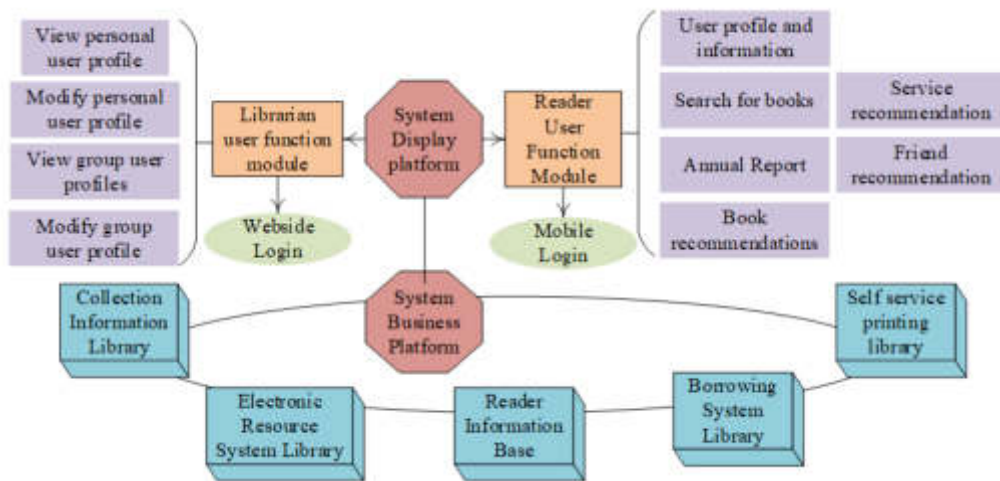 View personal
user profile
Modify personal
user profile
View group user
profiles
Modify group
user profile
Librarian
user function
module
Webside
Login
System
Display
platform
Reader
User
Function
Module
Mobile
Login
User profile and
information
Search for books
Service
recommendation
Annual Report
Friend
recommendation
Book
recommendations
System
Business
Platform
Collection
Information
Library
Electronic
Resource
System Library
Reader
Information
Base
Borrowing
System
Library
Self service
printing
library